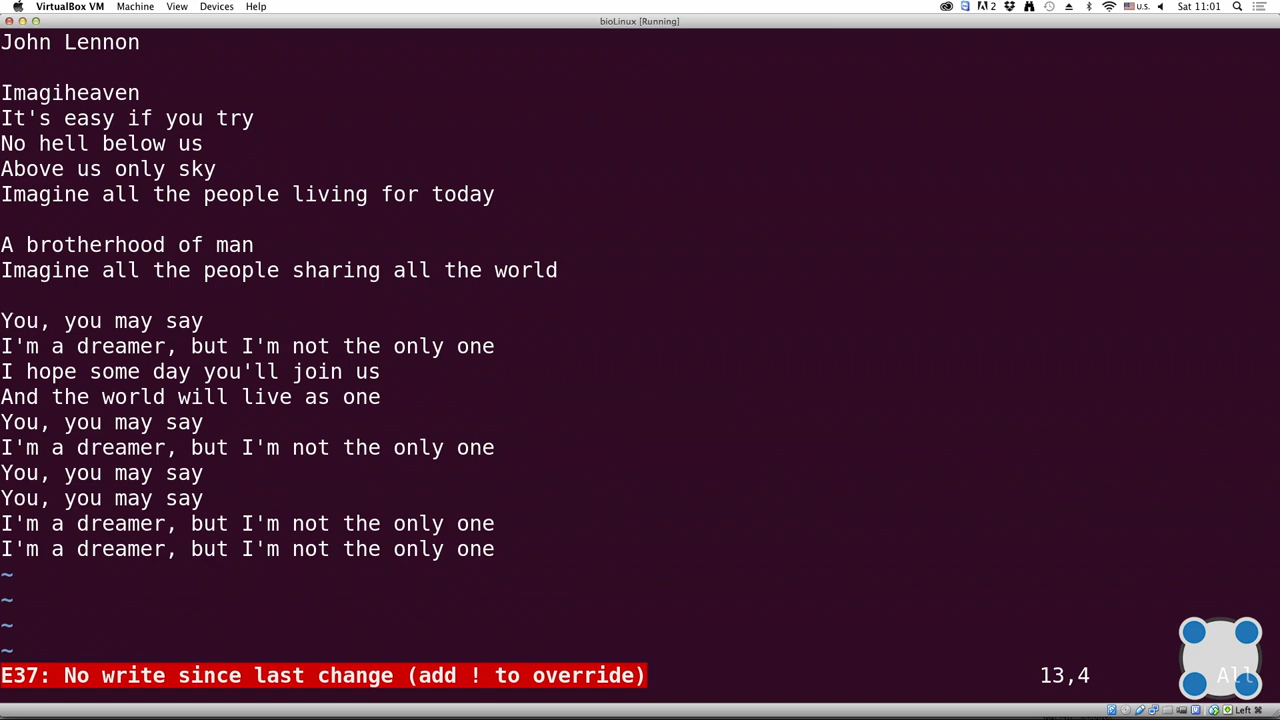 VirtualBox VM Machine View Devices Help 2 U.S. Sat 11:01
bioLinux [Running]
John Lennon
Imagiheaven
It's easy if you try
No hell below us
Above us only sky
Imagine all the people living for today
A brotherhood of man
Imagine all the people sharing all the world
You, you may say
I'm a dreamer, but I'm not the only one
I hope some day you'll join us
And the world will live as one
You, you may say
I'm a dreamer, but I'm not the only one
You, you may say
You, you may say
I'm a dreamer, but I'm not the only one
I'm a dreamer, but I'm not the only one
~
~
~
~
E37: No write since last change (add ! to override) 13,4 All
Left ⌘